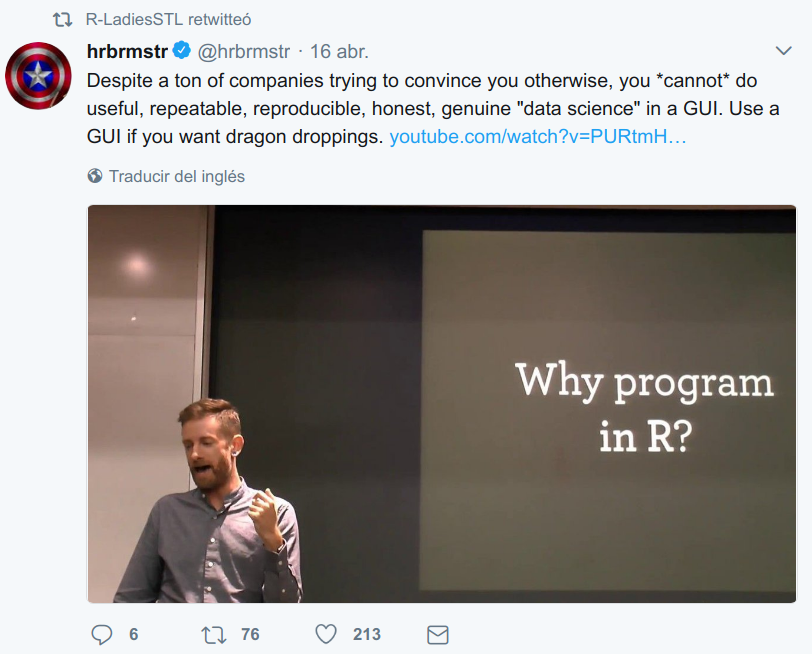 R-LadiesSTL retwitteó
hrbrmstr @hrbrmstr · 16 abr.
Despite a ton of companies trying to convince you otherwise, you *cannot* do
useful, repeatable, reproducible, honest, genuine "data science" in a GUI. Use a
GUI if you want dragon droppings. youtube.com/watch?v=PURtmH…
Traducir del inglés
Why program
in R?
6 76 213